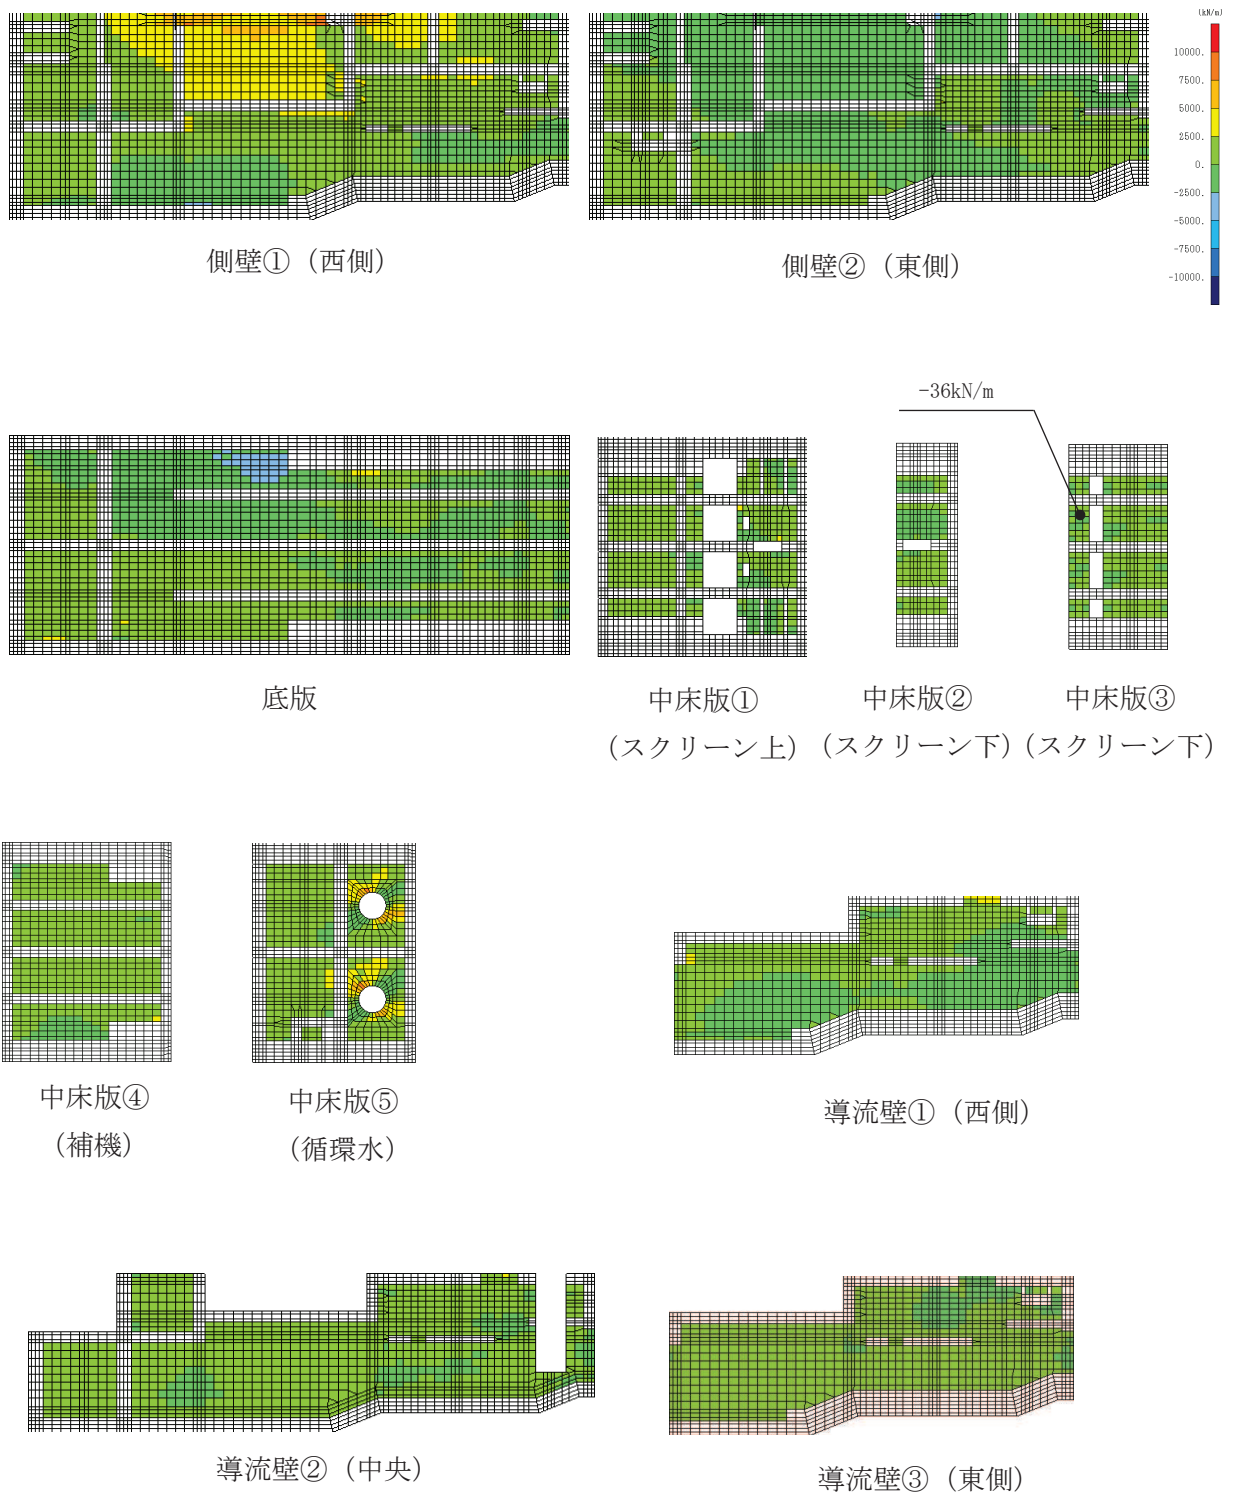 (kN/m)
10000.
7500.
5000.
2500.
0.
-2500.
-5000.
-7500.
-10000.
側壁①（西側）
側壁②（東側）
-36kN/m
底版
中床版①
（スクリーン上）
中床版②
（スクリーン下）
中床版③
（スクリーン下）
中床版④
（補機）
中床版⑤
（循環水）
導流壁①（西側）
導流壁②（中央）
導流壁③（東側）